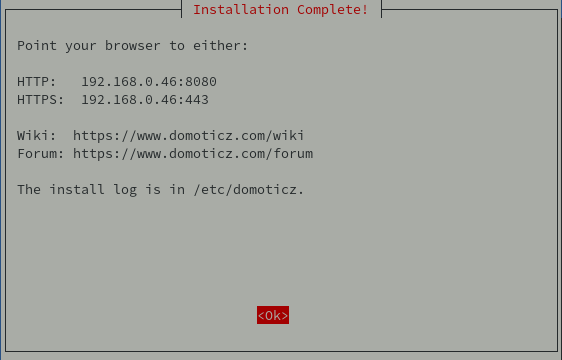 Installation Complete!
Point your browser to either:
HTTP:   192.168.0.46:8080
HTTPS:  192.168.0.46:443
Wiki:  https://www.domoticz.com/wiki
Forum: https://www.domoticz.com/forum
The install log is in /etc/domoticz.
<Ok>